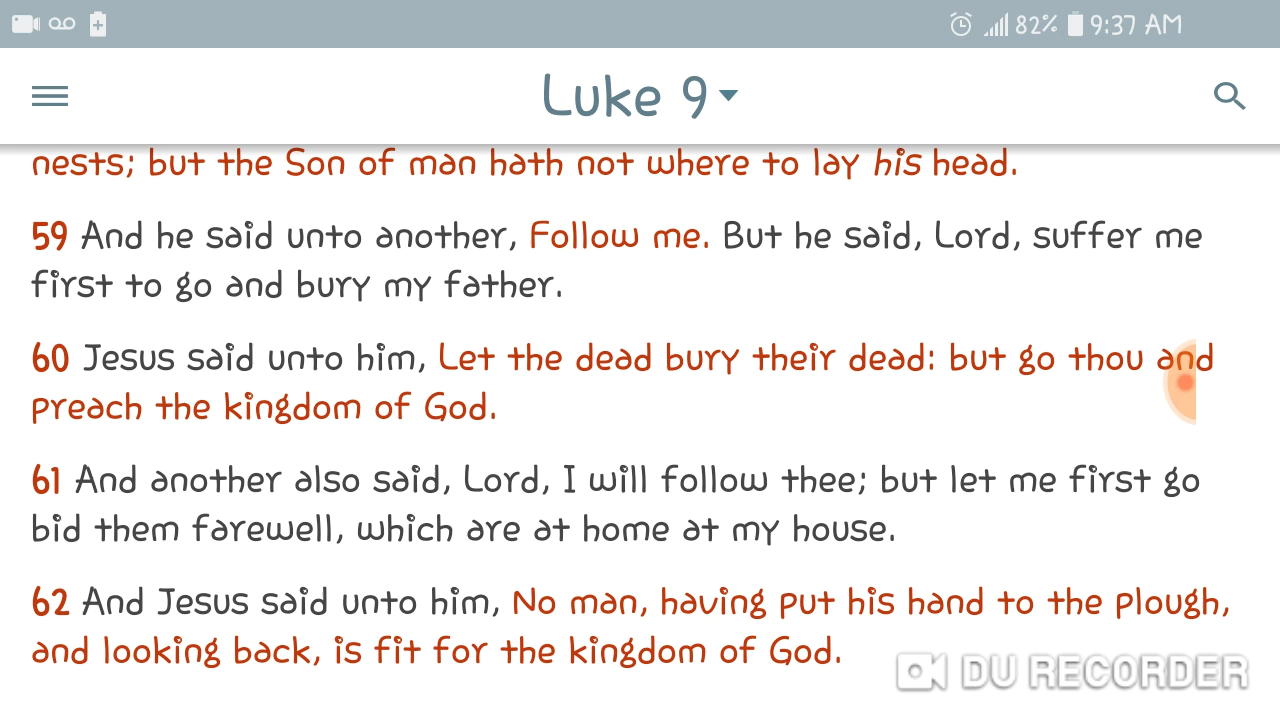 82% 9:37 AM
Luke 9
nests; but the Son of man hath not where to lay his head.
59 And he said unto another, Follow me. But he said, Lord, suffer me
first to go and bury my father.
60 Jesus said unto him, Let the dead bury their dead: but go thou and
preach the kingdom of God.
61 And another also said, Lord, I will follow thee; but let me first go
bid them farewell, which are at home at my house.
62 And Jesus said unto him, No man, having put his hand to the plough,
and looking back, is fit for the kingdom of God.
DU RECORDER